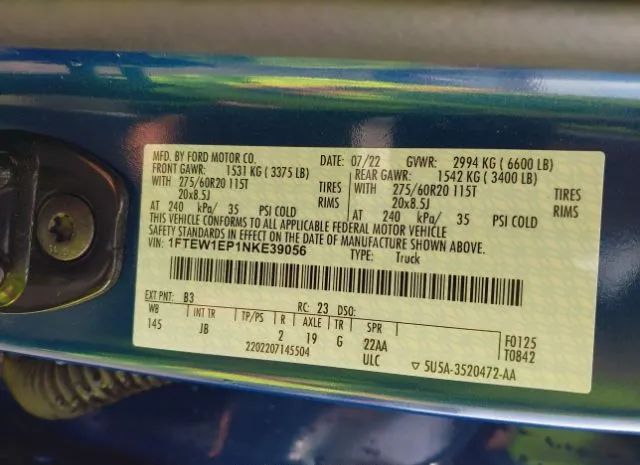 MFD. BY FORD MOTOR CO. DATE: 07/22 GVWR: 2994 KG ( 6600 LB)
FRONT GAWR: 1531 KG ( 3375 LB) REAR GAWR: 1542 KG ( 3400 LB)
WITH 275/60R20 115T TIRES WITH 275/60R20 115T TIRES
20x8.5J RIMS 20x8.5J RIMS
AT 240 kPa/ 35 PSI COLD AT 240 kPa/ 35 PSI COLD
THIS VEHICLE CONFORMS TO ALL APPLICABLE FEDERAL MOTOR VEHICLE
SAFETY STANDARDS IN EFFECT ON THE DATE OF MANUFACTURE SHOWN ABOVE.
VIN: 1FTEW1EP1NKE39056 TYPE: Truck
EXT PNT: B3 RC: 23 DSO:
WB INT TR TP/PS R AXLE TR SPR
145 JB 2 19 G 22AA F0125
2202207145504 ULC T0842
▽ 5U5A-3520472-AA